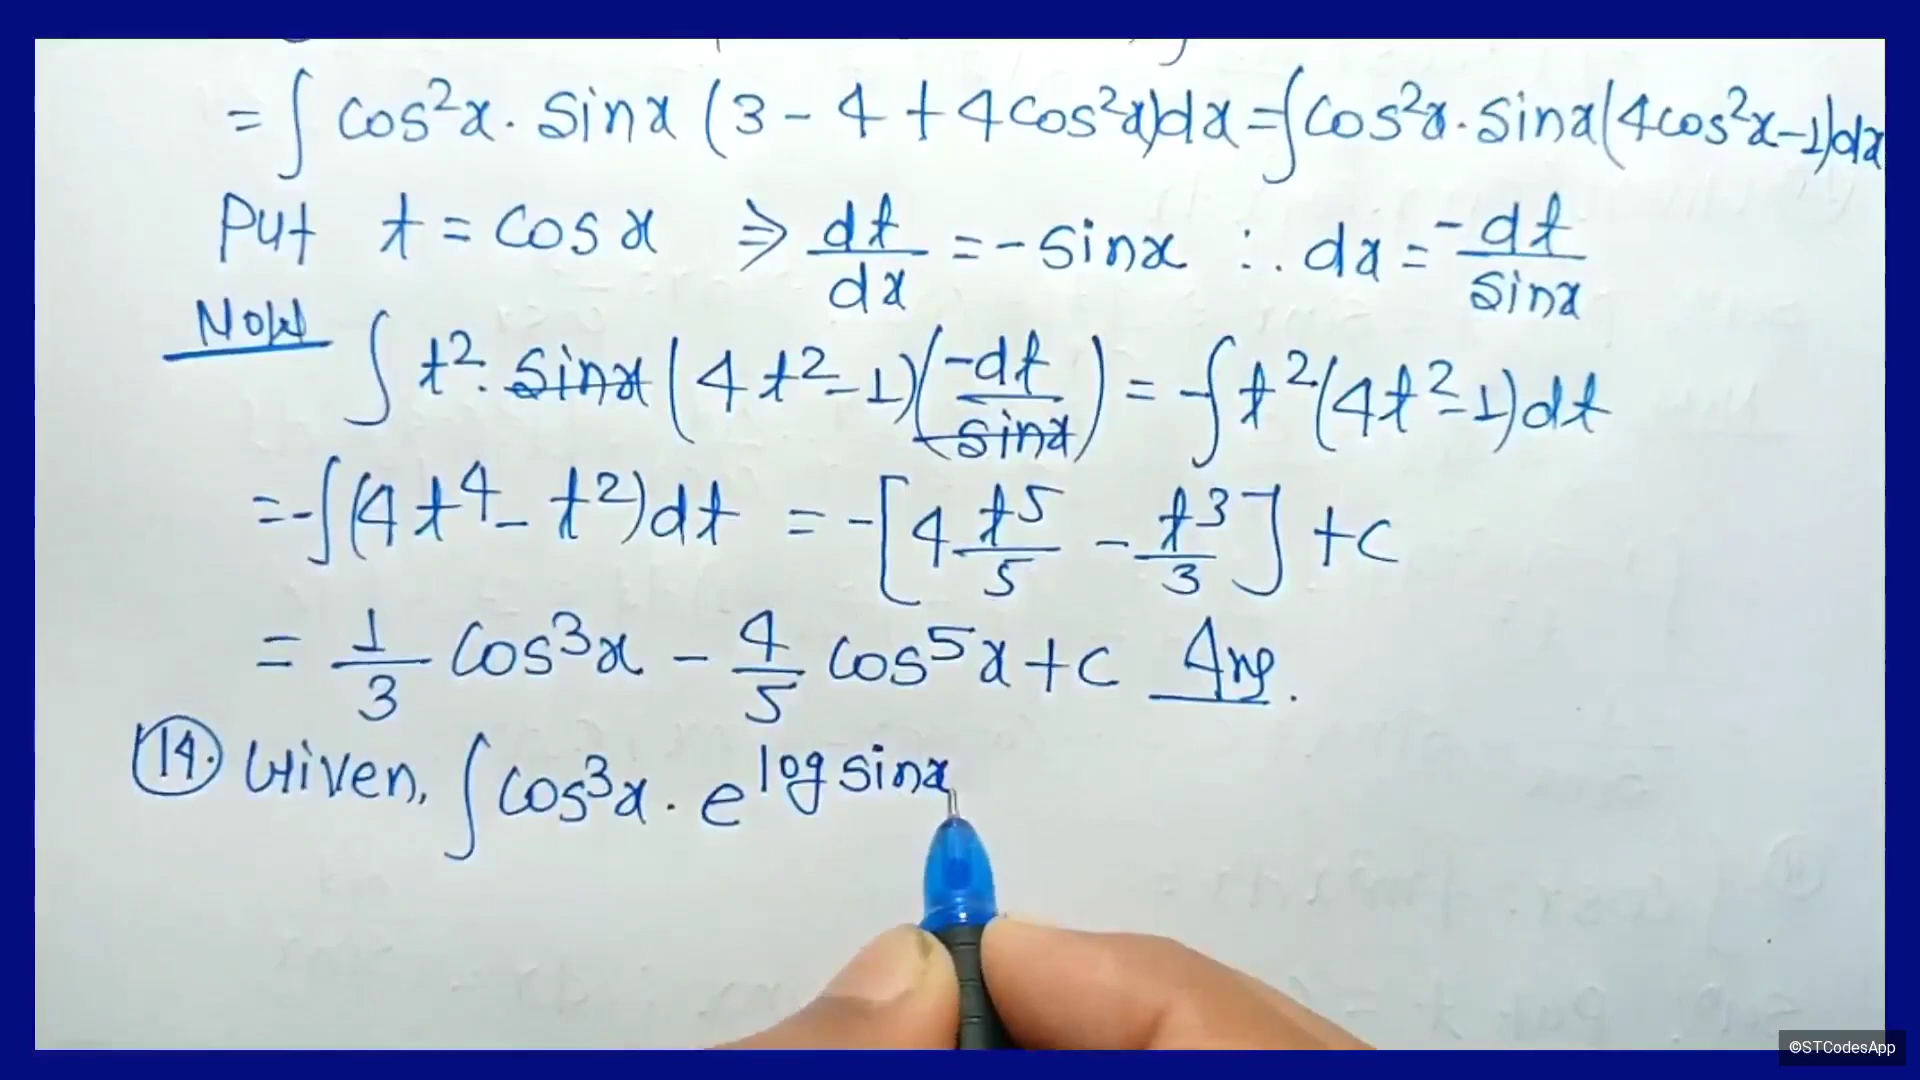 = ∫ cos²x · sinx (3 - 4 + 4cos²x)dx = ∫cos²x · sinx(4cos²x-1)dx
Put t = cosx ⇒ dt/dx = - sinx ∴ dx = -dt/sinx
Now ∫ t² · sinx (4t²-1)(-dt/sinx) = -∫t²(4t²-1)dt
= -∫(4t⁴ - t²)dt = -[4 t⁵/5 - t³/3] + c
= 1/3 cos³x - 4/5 cos⁵x + c Ans.
14. Given, ∫cos³x · e^log sinx
©STCodesApp